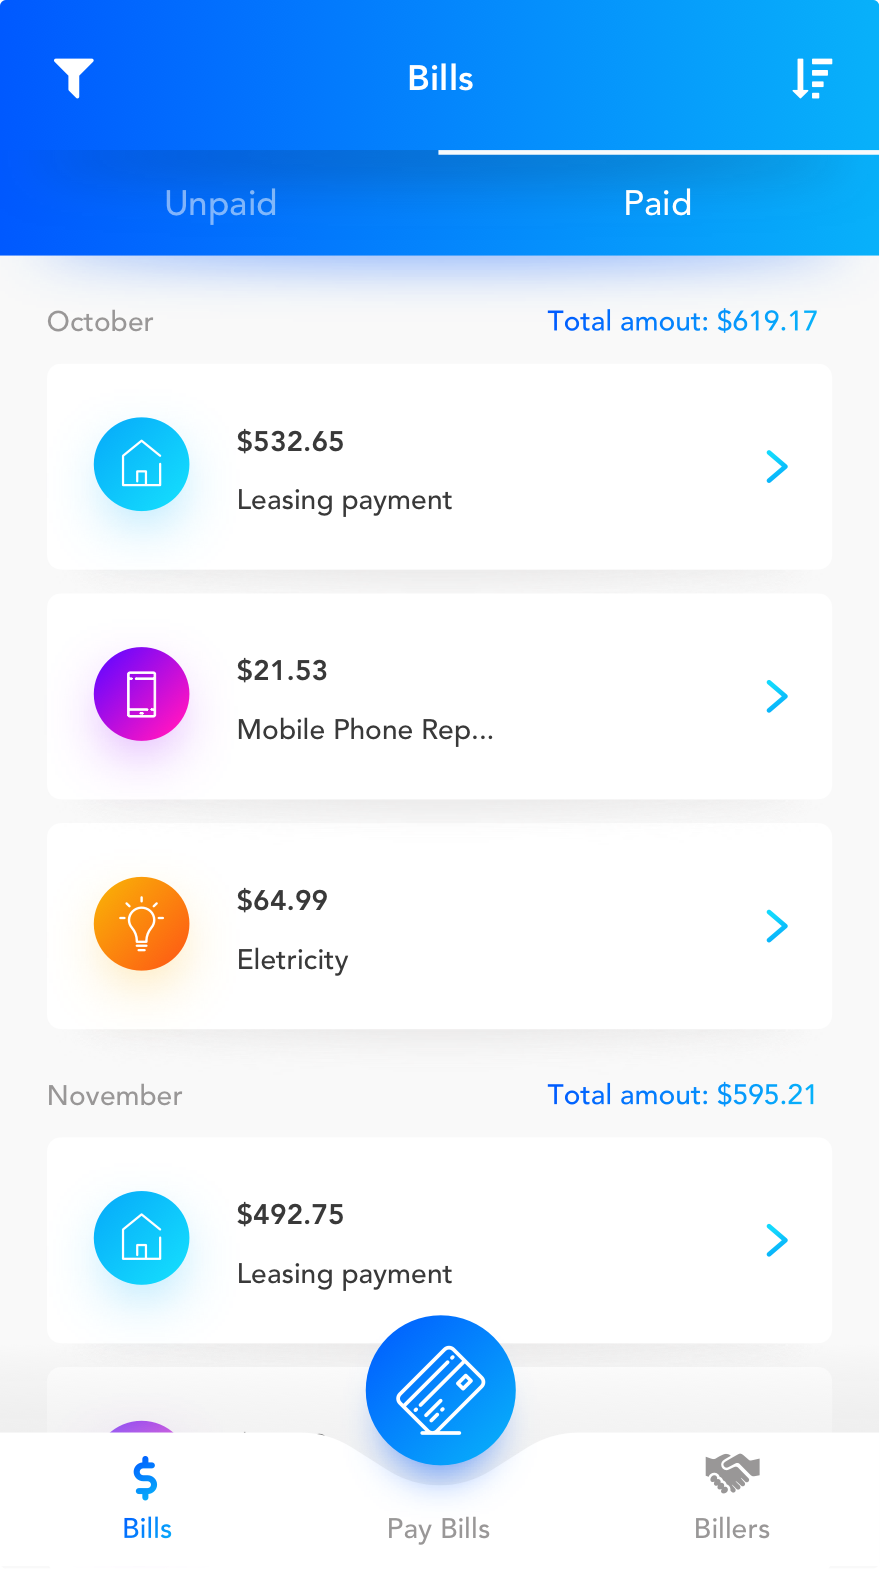 Bills
Unpaid
Paid
October
Total amout: $619.17
$532.65
Leasing payment
$21.53
Mobile Phone Rep...
$64.99
Eletricity
November
Total amout: $595.21
$492.75
Leasing payment
Bills
Pay Bills
Billers